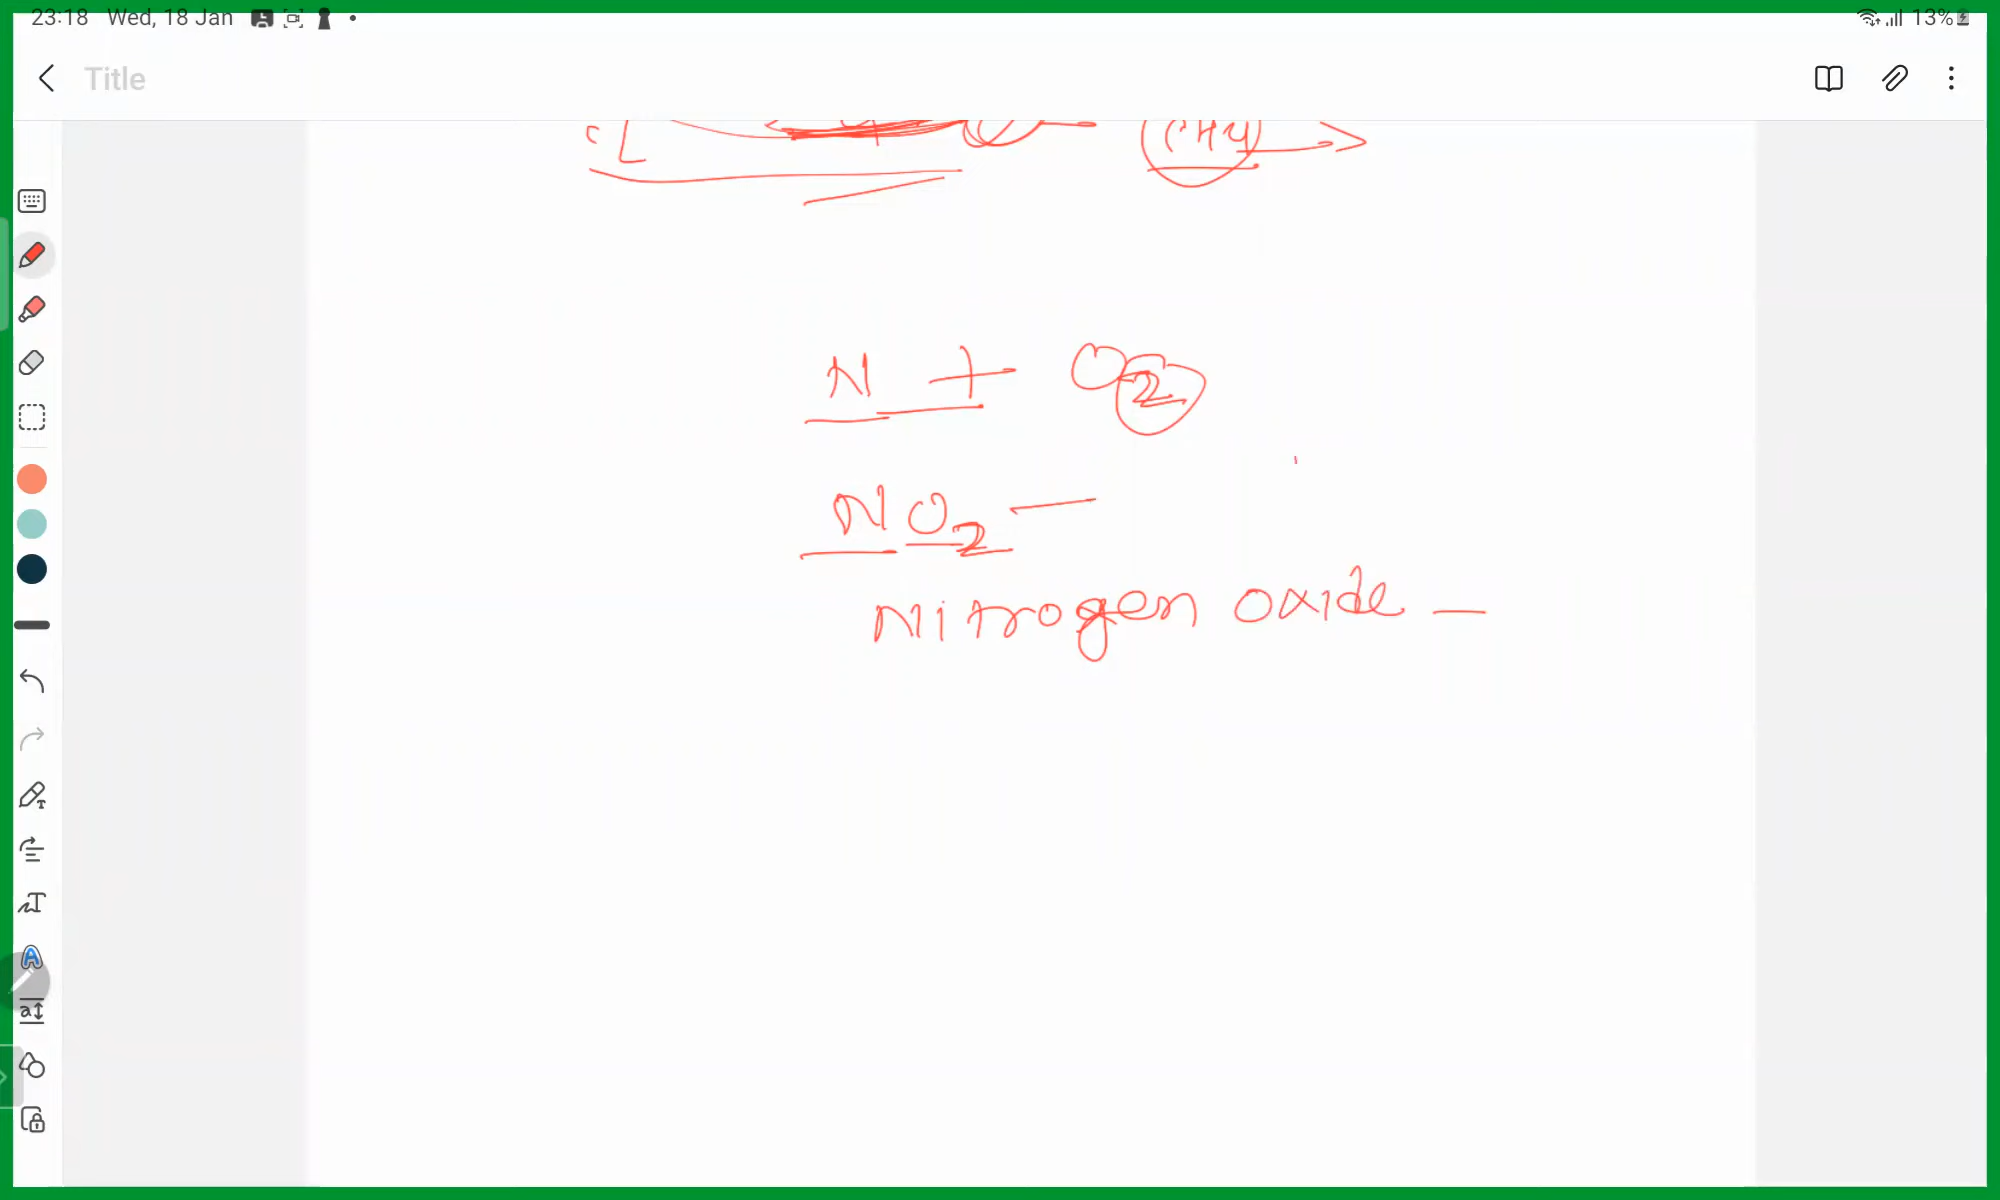 23:18 Wed, 18 Jan 13%
Title
CH4
N + O2
NO2 —
Nitrogen oxide —